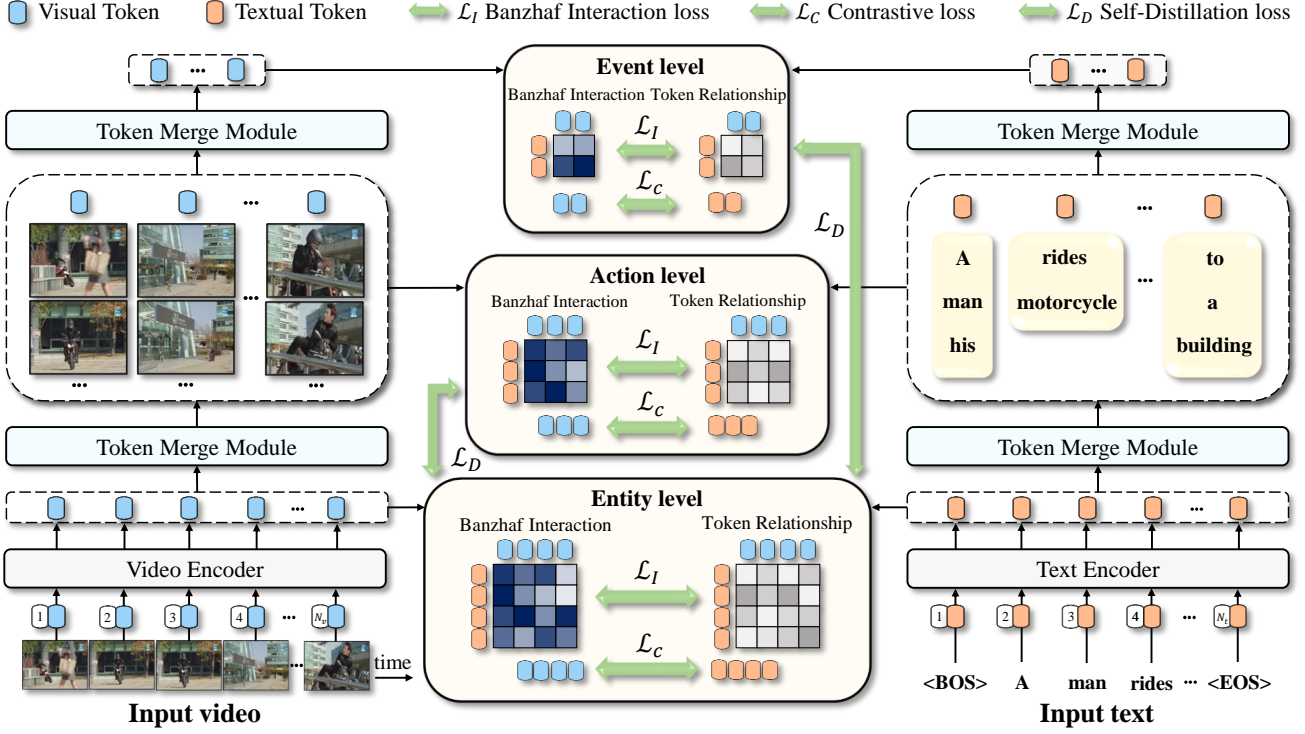 Visual Token
Textual Token
ℒ_I Banzhaf Interaction loss
ℒ_C Contrastive loss
ℒ_D Self-Distillation loss
...
Token Merge Module
...
...
...
...
Token Merge Module
...
Video Encoder
1 2 3 4 ... N_v
...
time
Input video
Event level
Banzhaf Interaction Token Relationship
ℒ_I
ℒ_C
ℒ_D
Action level
Banzhaf Interaction Token Relationship
ℒ_I
ℒ_C
ℒ_D
Entity level
Banzhaf Interaction Token Relationship
ℒ_I
ℒ_C
...
Token Merge Module
...
A
man
his
rides
motorcycle
...
to
a
building
Token Merge Module
...
Text Encoder
1 2 3 4 ... N_t
<BOS> A man rides ... <EOS>
Input text